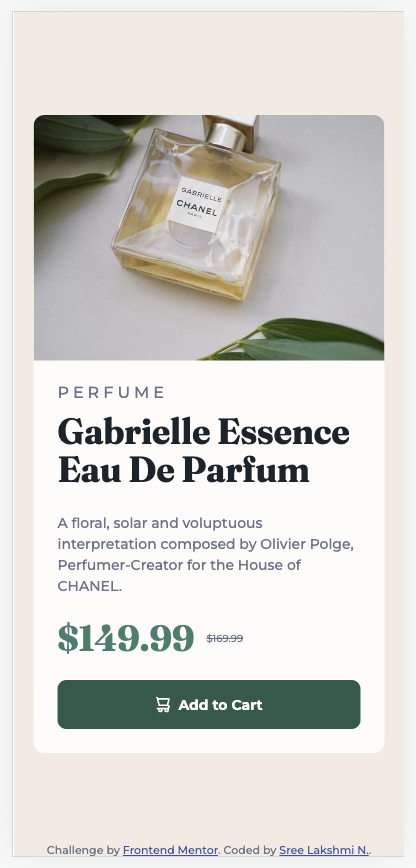 GABRIELLE
CHANEL
PARIS
PERFUME
Gabrielle Essence
Eau De Parfum
A floral, solar and voluptuous
interpretation composed by Olivier Polge,
Perfumer-Creator for the House of
CHANEL.
$149.99 $169.99
Add to Cart
Challenge by Frontend Mentor. Coded by Sree Lakshmi N..